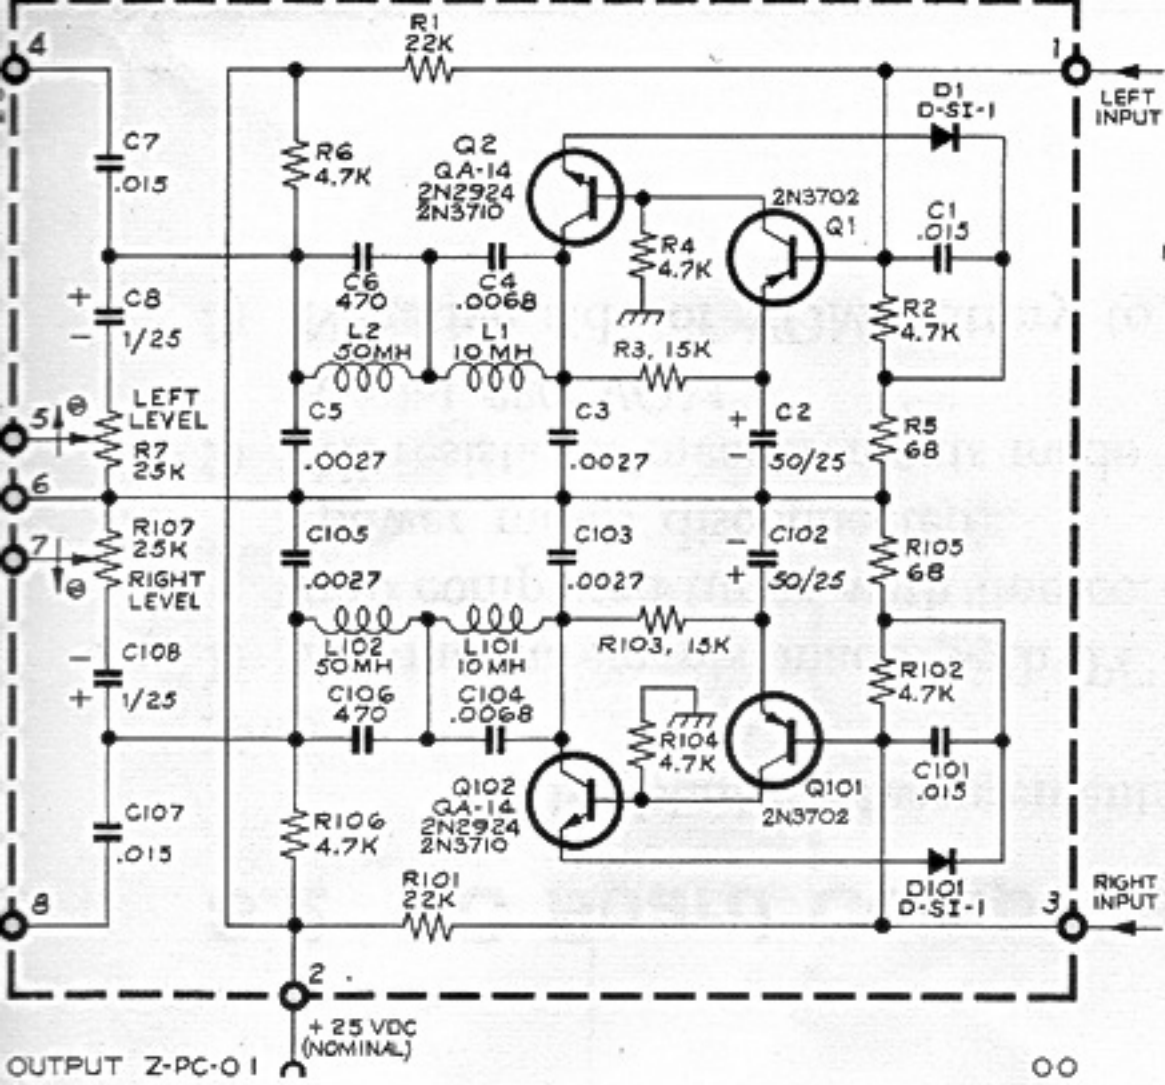 R1
22K
4
1
LEFT
INPUT
D1
D-SI-1
C7
.015
R6
4.7K
Q2
QA-14
2N2924
2N3710
2N3702
Q1
C1
.015
R4
4.7K
C6
470
C4
.0068
R2
4.7K
+
C8
-
1/25
L2
50MH
L1
10MH
R3, 15K
LEFT
LEVEL
R7
25K
5
C5
.0027
C3
.0027
+
C2
-
50/25
R5
68
6
R107
25K
RIGHT
LEVEL
7
C105
.0027
C103
.0027
-
C102
+
50/25
R105
68
L102
50MH
L101
10MH
R103, 15K
-
C108
+
1/25
C106
470
C104
.0068
R104
4.7K
R102
4.7K
C101
.015
Q102
QA-14
2N2924
2N3710
Q101
2N3702
C107
.015
R106
4.7K
R101
22K
D101
D-SI-1
8
3
RIGHT
INPUT
2
+ 25 VDC
(NOMINAL)
OUTPUT Z-PC-01